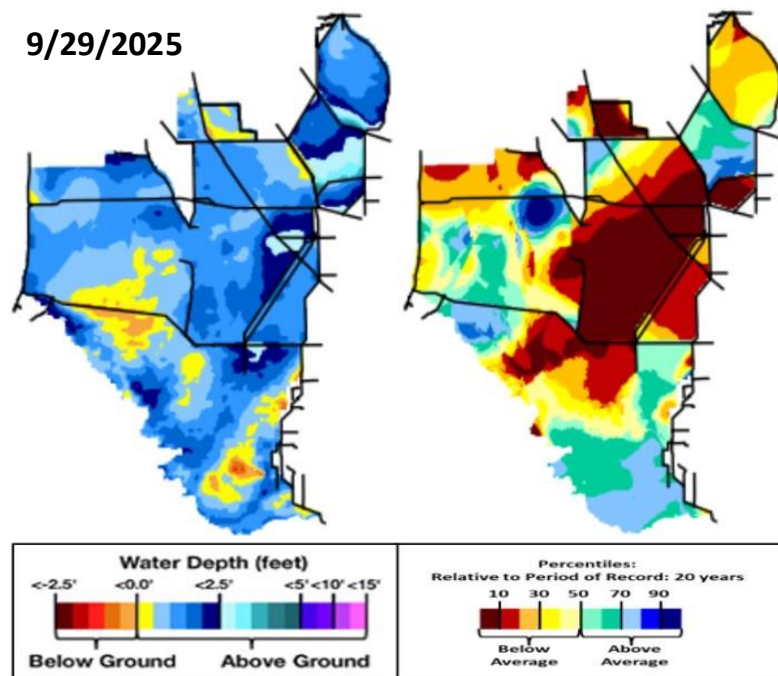 9/29/2025
Water Depth (feet)
<-2.5' <0.0' <2.5' <5' <10' <15'
Below Ground Above Ground
Percentiles:
Relative to Period of Record: 20 years
10 30 50 70 90
Below Average Above Average